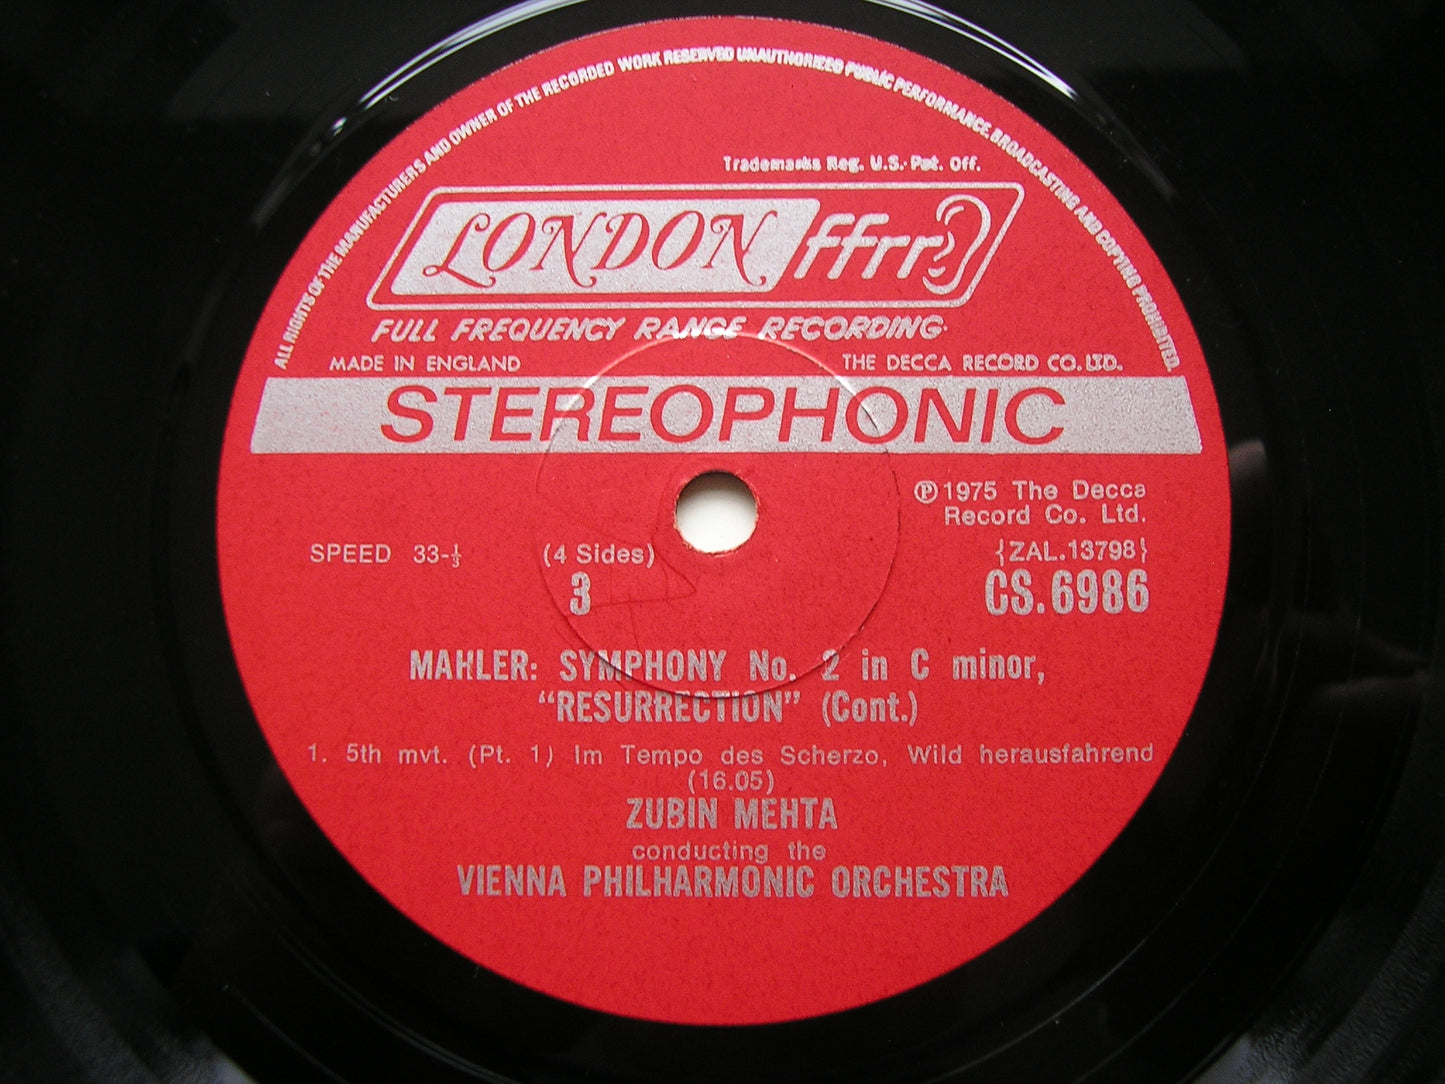 ALL RIGHTS OF THE MANUFACTURERS AND OWNER OF THE RECORDED WORK RESERVED UNAUTHORIZED PUBLIC PERFORMANCE, BROADCASTING AND COPYING PROHIBITED.
Trademarks Reg. U.S. Pat. Off.
LONDON ffrr
FULL FREQUENCY RANGE RECORDING
MADE IN ENGLAND THE DECCA RECORD CO. LTD.
STEREOPHONIC
℗ 1975 The Decca
Record Co. Ltd.
SPEED 33-⅓ (4 Sides) {ZAL.13798}
3 CS.6986
MAHLER: SYMPHONY No. 2 in C minor,
“RESURRECTION” (Cont.)
1. 5th mvt. (Pt. 1) Im Tempo des Scherzo, Wild herausfahrend
(16.05)
ZUBIN MEHTA
conducting the
VIENNA PHILHARMONIC ORCHESTRA